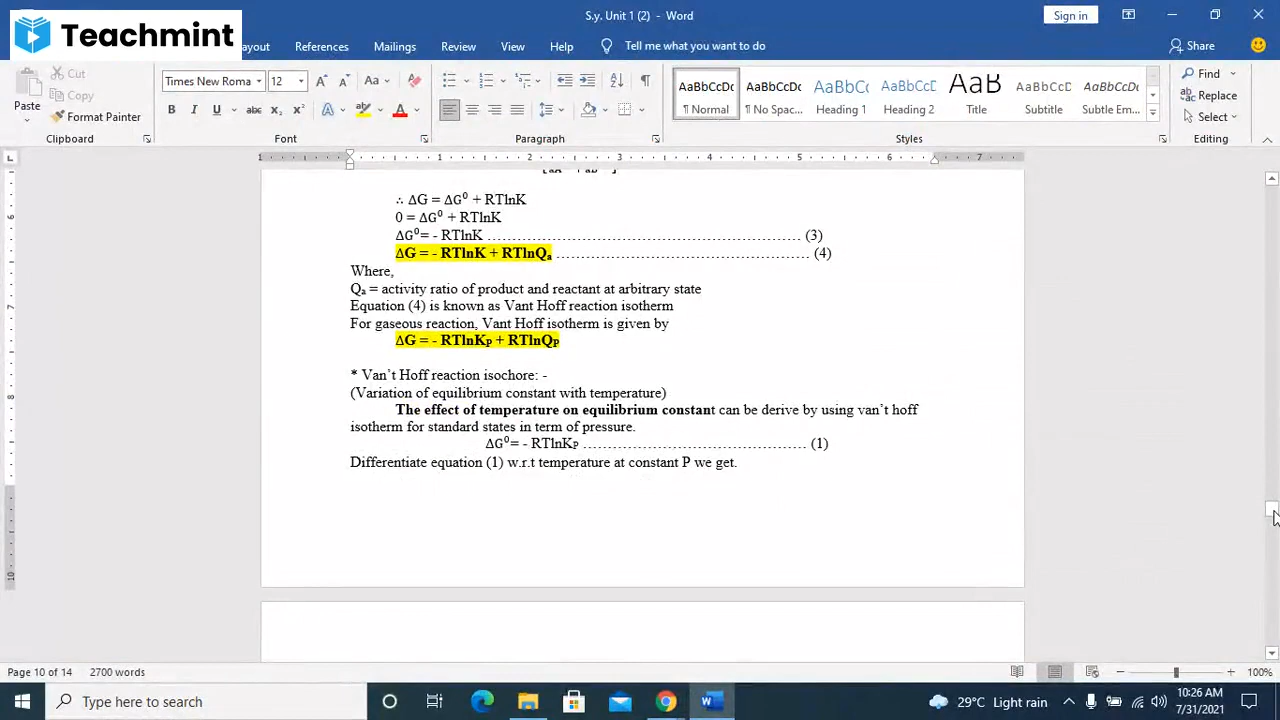 S.y. Unit 1 (2) - Word
Sign in
Teachmint
ayout References Mailings Review View Help Tell me what you want to do Share
Paste
Cut
Copy
Format Painter
Clipboard
Times New Roma 12
Font
Paragraph
AaBbCcDc AaBbCcDc AaBbCc AaBbCcD AaB AaBbCcD AaBbCcD
¶ Normal ¶ No Spac... Heading 1 Heading 2 Title Subtitle Subtle Em...
Styles
Find
Replace
Select
Editing
∴ ΔG = ΔG⁰ + RTlnK
0 = ΔG⁰ + RTlnK
ΔG⁰= - RTlnK ........................ (3)
ΔG = - RTlnK + RTlnQₐ ........................ (4)
Where,
Qₐ = activity ratio of product and reactant at arbitrary state
Equation (4) is known as Vant Hoff reaction isotherm
For gaseous reaction, Vant Hoff isotherm is given by
ΔG = - RTlnKₚ + RTlnQₚ
* Van’t Hoff reaction isochore: -
(Variation of equilibrium constant with temperature)
The effect of temperature on equilibrium constant can be derive by using van’t hoff
isotherm for standard states in term of pressure.
ΔG⁰= - RTlnKₚ ........................ (1)
Differentiate equation (1) w.r.t temperature at constant P we get.
Page 10 of 14 2700 words
100%
Type here to search
29°C Light rain
10:26 AM
7/31/2021